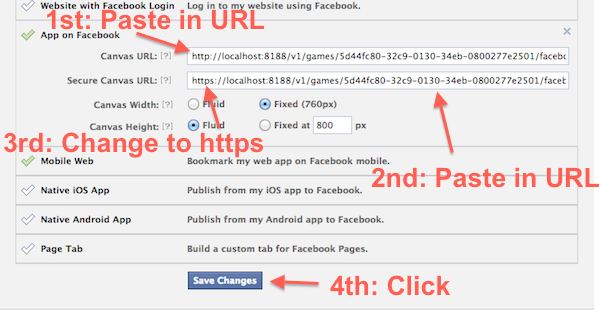 1st: Paste in URL
Website with Facebook Login Log in to my website using Facebook.
App on Facebook
Canvas URL: [?] http://localhost:8188/v1/games/5d44fc80-32c9-0130-34eb-0800277e2501/facebo
Secure Canvas URL: [?] https://localhost:8188/v1/games/5d44fc80-32c9-0130-34eb-0800277e2501/faceb
Canvas Width: [?] Fluid Fixed (760px)
Canvas Height: [?] Fluid Fixed at 800 px
3rd: Change to https
Mobile Web Bookmark my web app on Facebook mobile.
2nd: Paste in URL
Native iOS App Publish from my iOS app to Facebook.
Native Android App Publish from my Android app to Facebook.
Page Tab Build a custom tab for Facebook Pages.
Save Changes
4th: Click